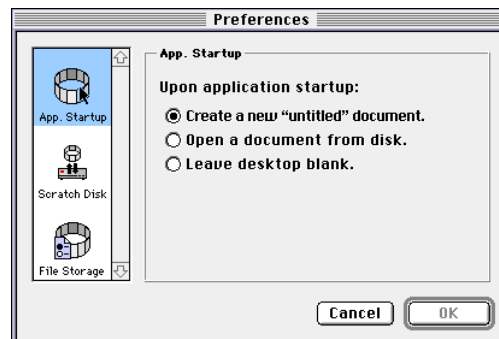 Preferences
App. Startup
Scratch Disk
File Storage
App. Startup
Upon application startup:
Create a new “untitled” document.
Open a document from disk.
Leave desktop blank.
Cancel
OK